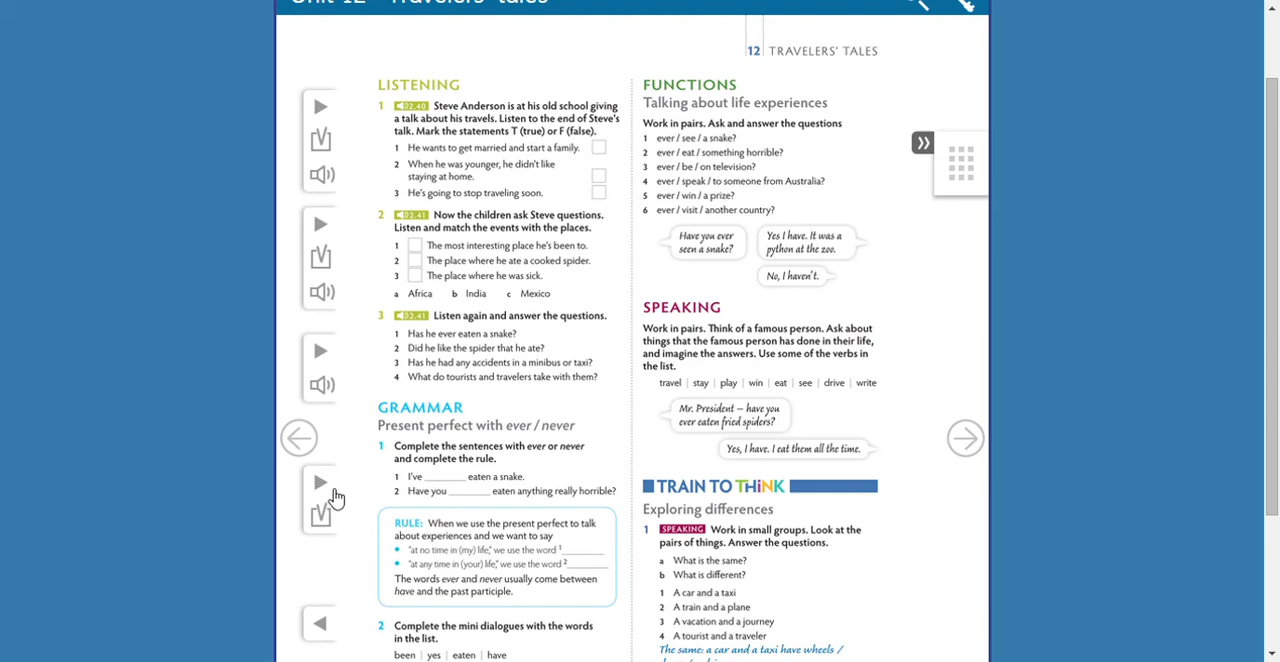 Unit 12 Travelers' tales
12 TRAVELERS' TALES
LISTENING
1 2.40 Steve Anderson is at his old school giving
a talk about his travels. Listen to the end of Steve's
talk. Mark the statements T (true) or F (false).
1 He wants to get married and start a family.
2 When he was younger, he didn't like
staying at home.
3 He's going to stop traveling soon.
2 2.41 Now the children ask Steve questions.
Listen and match the events with the places.
1 The most interesting place he's been to.
2 The place where he ate a cooked spider.
3 The place where he was sick.
a Africa b India c Mexico
3 2.41 Listen again and answer the questions.
1 Has he ever eaten a snake?
2 Did he like the spider that he ate?
3 Has he had any accidents in a minibus or taxi?
4 What do tourists and travelers take with them?
GRAMMAR
Present perfect with ever / never
1 Complete the sentences with ever or never
and complete the rule.
1 I've ________ eaten a snake.
2 Have you ________ eaten anything really horrible?
RULE: When we use the present perfect to talk
about experiences and we want to say
• "at no time in (my) life," we use the word 1________
• "at any time in (your) life," we use the word 2________
The words ever and never usually come between
have and the past participle.
2 Complete the mini dialogues with the words
in the list.
been | yes | eaten | have
FUNCTIONS
Talking about life experiences
Work in pairs. Ask and answer the questions
1 ever / see / a snake?
2 ever / eat / something horrible?
3 ever / be / on television?
4 ever / speak / to someone from Australia?
5 ever / win / a prize?
6 ever / visit / another country?
Have you ever
seen a snake?
Yes I have. It was a
python at the zoo.
No, I haven't.
SPEAKING
Work in pairs. Think of a famous person. Ask about
things that the famous person has done in their life,
and imagine the answers. Use some of the verbs in
the list.
travel | stay | play | win | eat | see | drive | write
Mr. President – have you
ever eaten fried spiders?
Yes, I have. I eat them all the time.
TRAIN TO THiNK
Exploring differences
1 SPEAKING Work in small groups. Look at the
pairs of things. Answer the questions.
a What is the same?
b What is different?
1 A car and a taxi
2 A train and a plane
3 A vacation and a journey
4 A tourist and a traveler
The same: a car and a taxi have wheels /